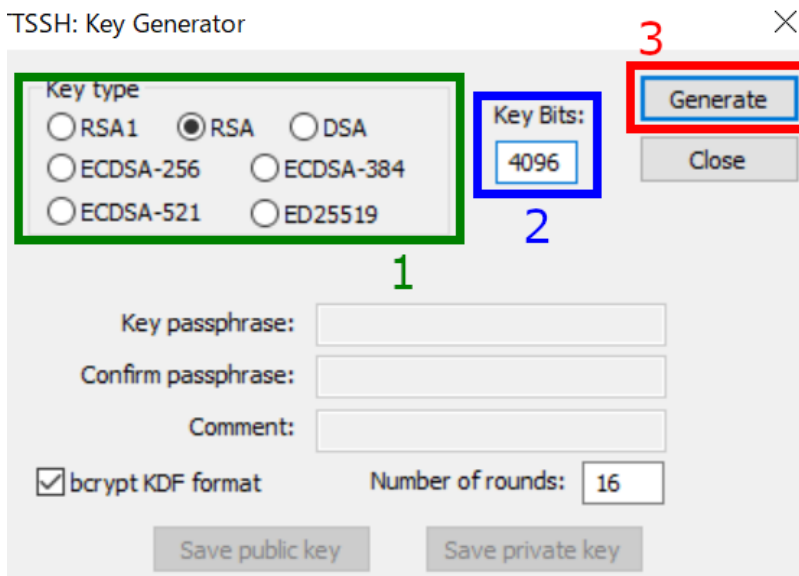 TSSH: Key Generator
3
Key type
RSA1 RSA DSA
ECDSA-256 ECDSA-384
ECDSA-521 ED25519
1
Key Bits:
4096
2
Generate
Close
Key passphrase:
Confirm passphrase:
Comment:
bcrypt KDF format Number of rounds: 16
Save public key Save private key